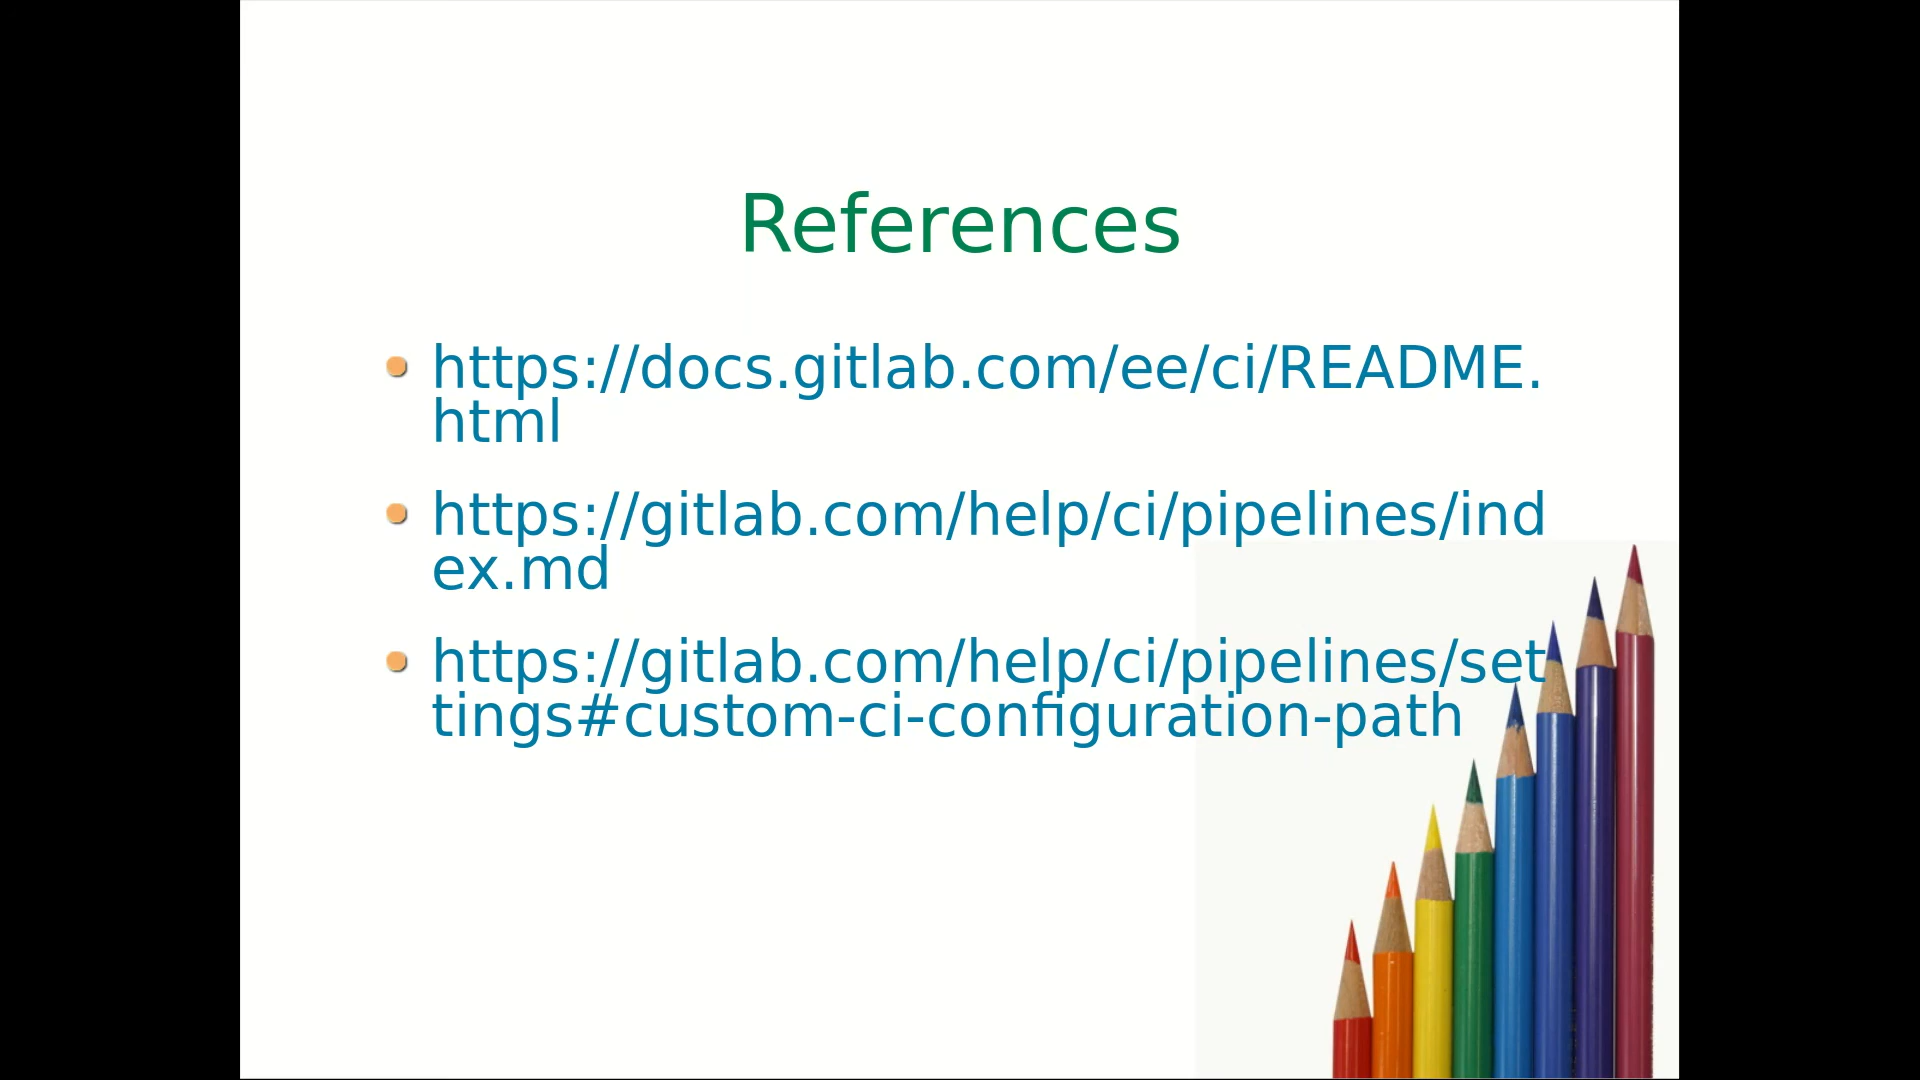 References
https://docs.gitlab.com/ee/ci/README.
html
https://gitlab.com/help/ci/pipelines/ind
ex.md
https://gitlab.com/help/ci/pipelines/set
tings#custom-ci-configuration-path